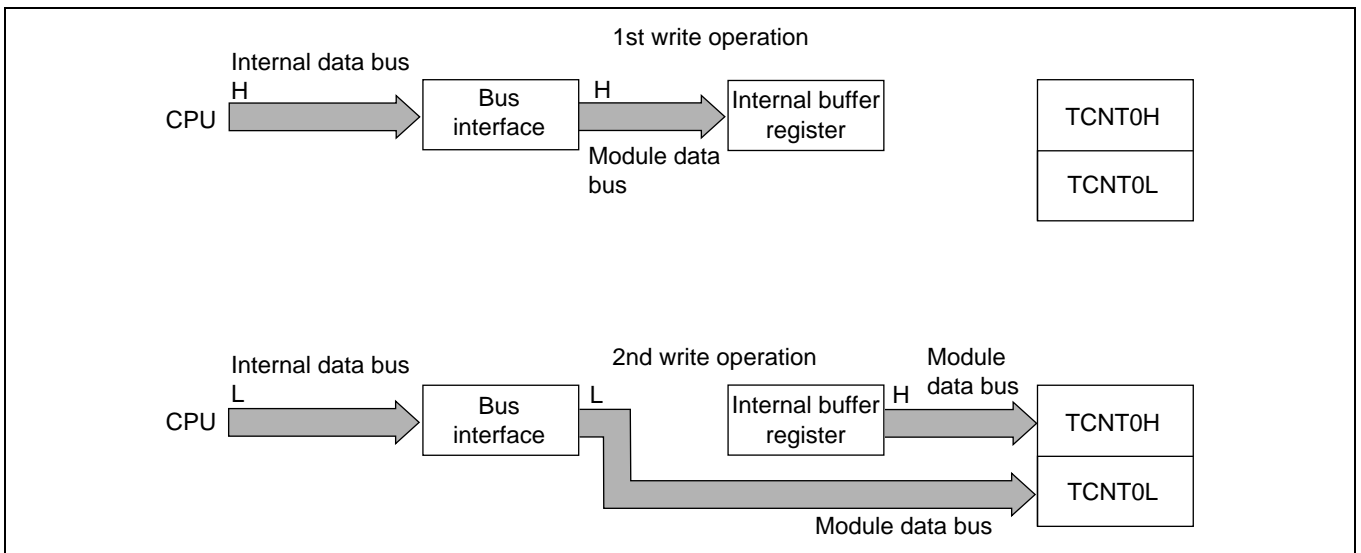 1st write operation
Internal data bus
H
CPU
Bus
interface
H
Module data
bus
Internal buffer
register
TCNT0H
TCNT0L
2nd write operation
Internal data bus
L
CPU
Bus
interface
L
Internal buffer
register
H
Module
data bus
TCNT0H
TCNT0L
Module data bus